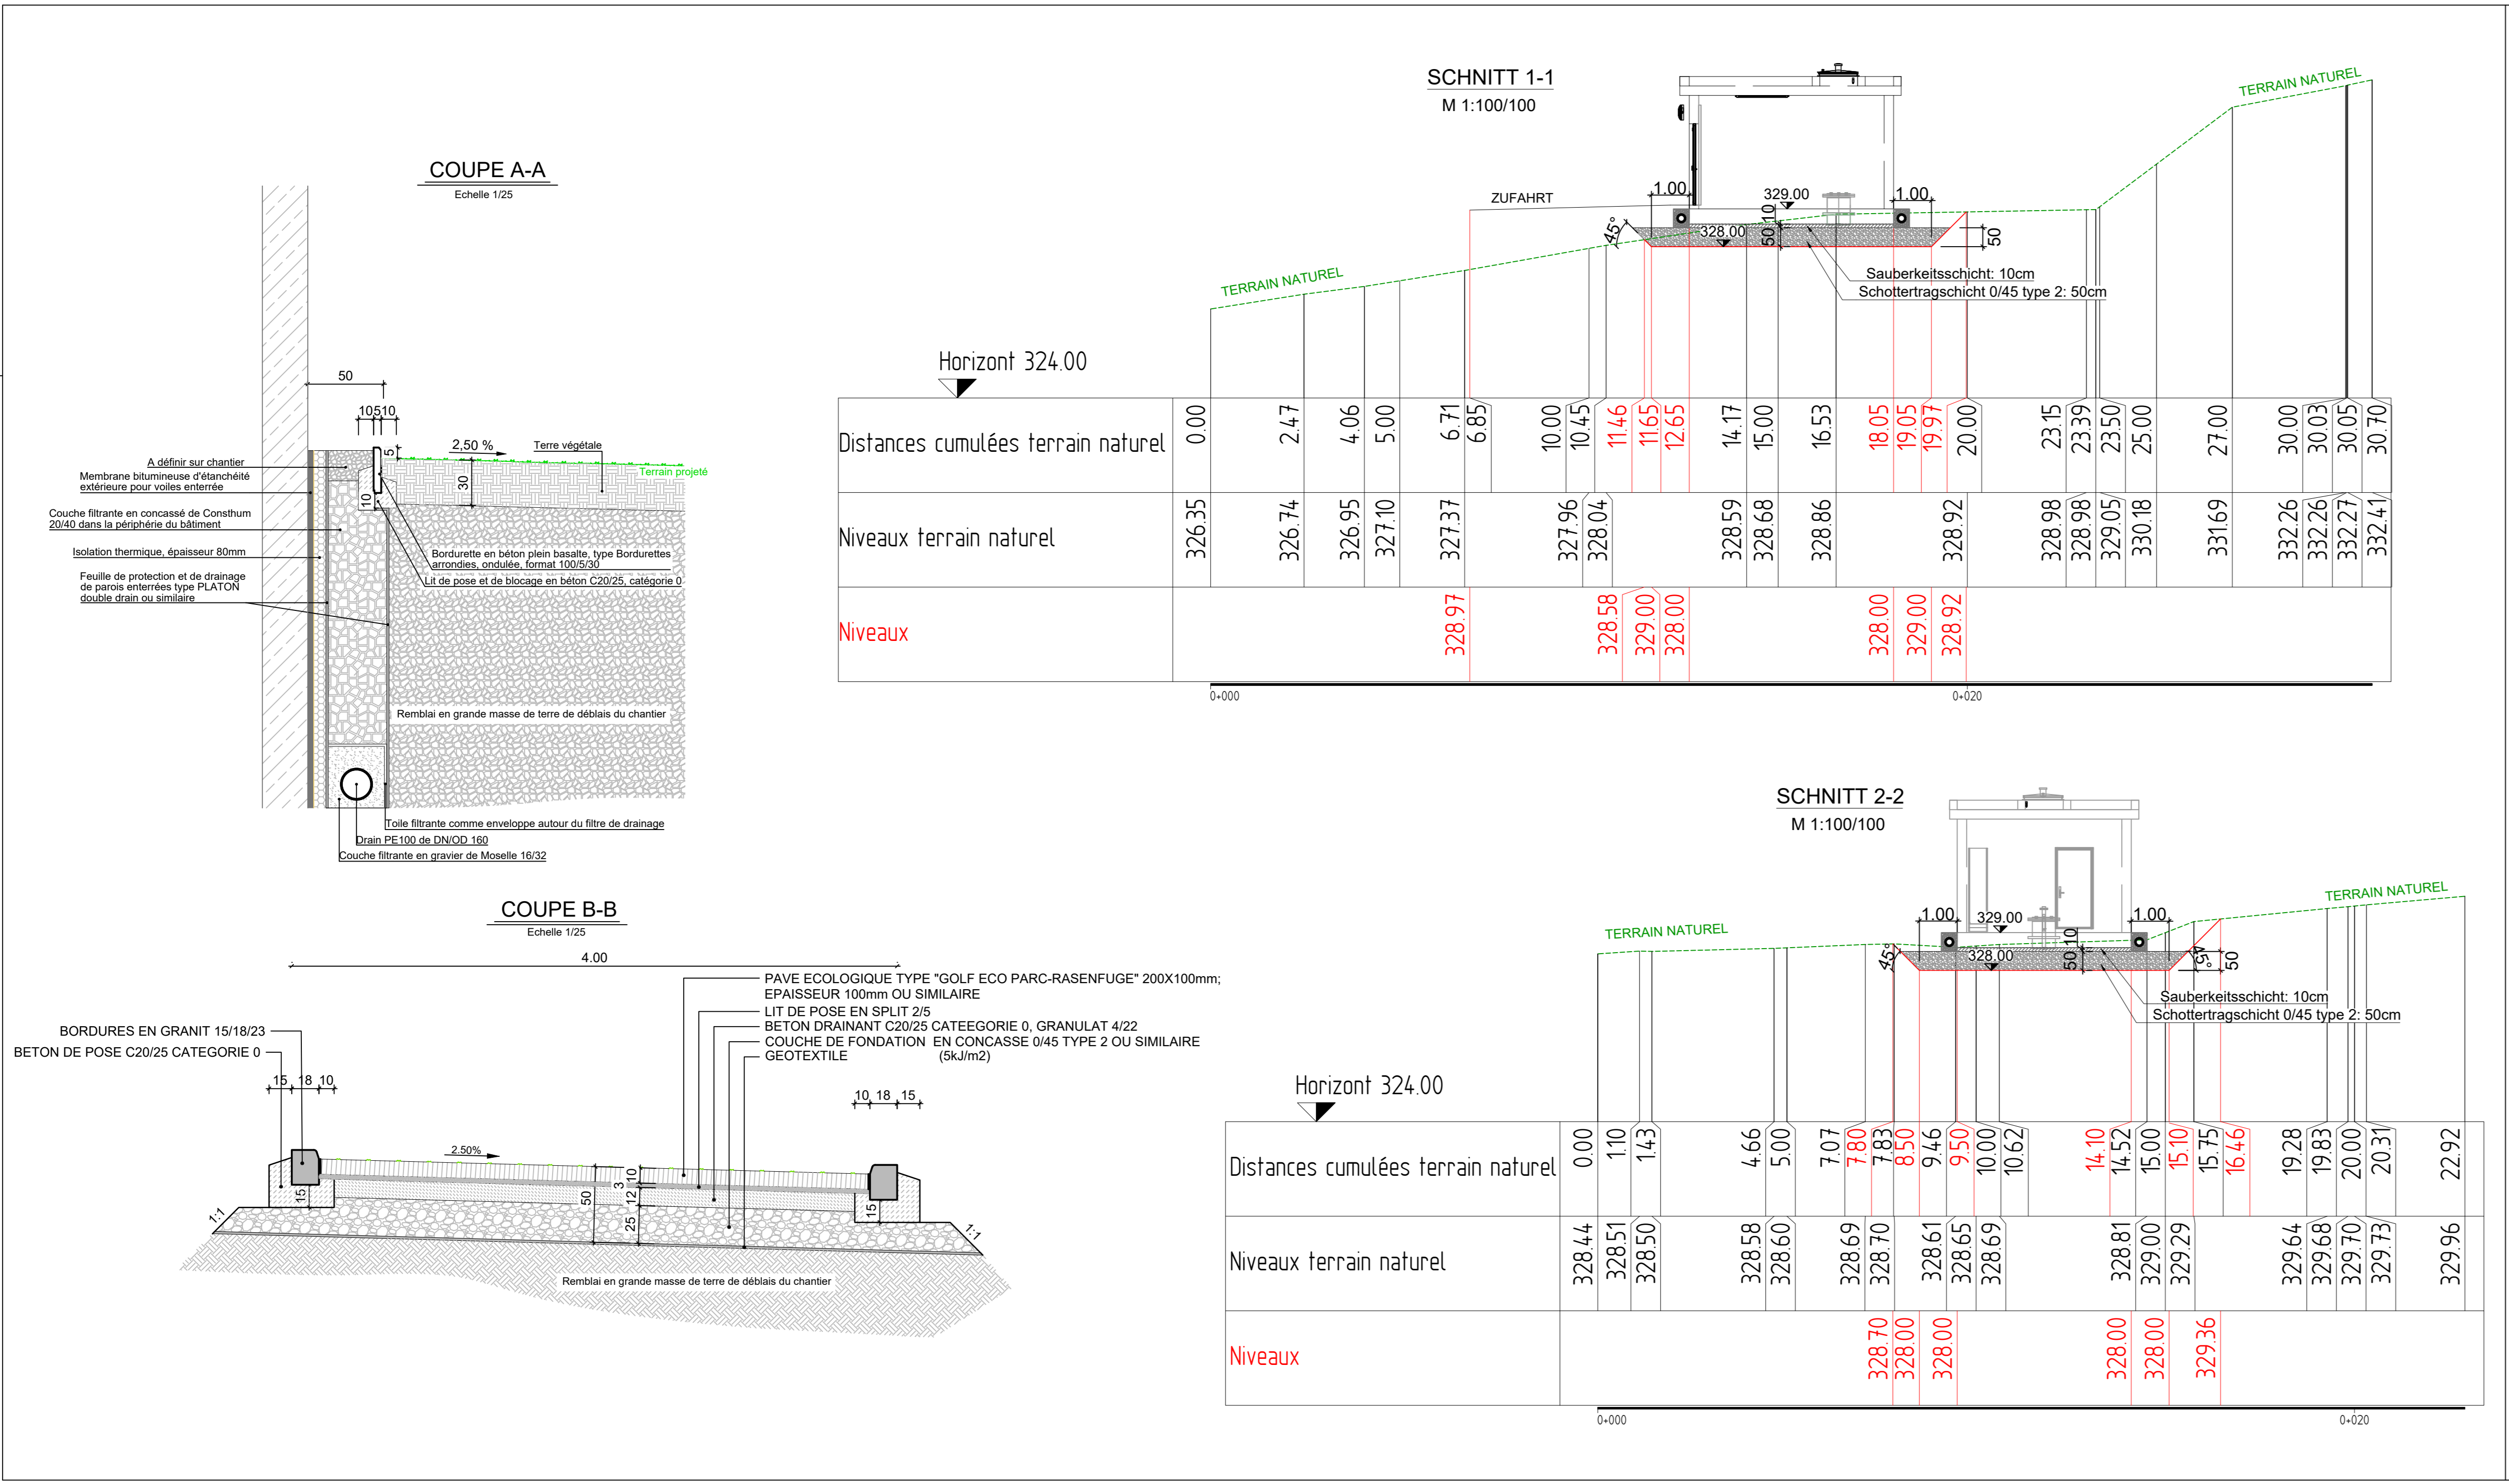 COUPE A-A
Echelle 1/25
50
10 5 10
5
2,50 %
Terre végétale
Terrain projeté
30
10
A définir sur chantier
Membrane bitumineuse d'étanchéité
extérieure pour voiles enterrée
Couche filtrante en concassé de Consthum
20/40 dans la périphérie du bâtiment
Isolation thermique, épaisseur 80mm
Feuille de protection et de drainage
de parois enterrées type PLATON
double drain ou similaire
Bordurette en béton plein basalte, type Bordurettes
arrondies, ondulée, format 100/5/30
Lit de pose et de blocage en béton C20/25, catégorie 0
Remblai en grande masse de terre de déblais du chantier
Toile filtrante comme enveloppe autour du filtre de drainage
Drain PE100 de DN/OD 160
Couche filtrante en gravier de Moselle 16/32
COUPE B-B
Echelle 1/25
4.00
PAVE ECOLOGIQUE TYPE "GOLF ECO PARC-RASENFUGE" 200X100mm;
EPAISSEUR 100mm OU SIMILAIRE
LIT DE POSE EN SPLIT 2/5
BETON DRAINANT C20/25 CATEEGORIE 0, GRANULAT 4/22
COUCHE DE FONDATION EN CONCASSE 0/45 TYPE 2 OU SIMILAIRE
GEOTEXTILE (5kJ/m2)
BORDURES EN GRANIT 15/18/23
BETON DE POSE C20/25 CATEGORIE 0
15 18 10
10 18 15
2.50%
15
50
3 10
12
25
15
1:1
1:1
Remblai en grande masse de terre de déblais du chantier
SCHNITT 1-1
M 1:100/100
TERRAIN NATUREL
ZUFAHRT
1.00
329.00
1.00
10
45°
328.00
50
50
TERRAIN NATUREL
Sauberkeitsschicht: 10cm
Schottertragschicht 0/45 type 2: 50cm
Horizont 324.00
Distances cumulées terrain naturel 0.00 2.47 4.06 5.00 6.71 6.85 10.00 10.45 11.46 11.65 12.65 14.17 15.00 16.53 18.05 19.05 19.97 20.00 23.15 23.39 23.50 25.00 27.00 30.00 30.03 30.05 30.70
Niveaux terrain naturel 326.35 326.74 326.95 327.10 327.37 327.96 328.04 328.59 328.68 328.86 328.92 328.98 328.98 329.05 330.18 331.69 332.26 332.26 332.27 332.41
Niveaux 328.97 328.58 329.00 328.00 328.00 329.00 328.92
0+000 0+020
SCHNITT 2-2
M 1:100/100
TERRAIN NATUREL
TERRAIN NATUREL
1.00
329.00
1.00
10
45°
328.00
50
45°
50
Sauberkeitsschicht: 10cm
Schottertragschicht 0/45 type 2: 50cm
Horizont 324.00
Distances cumulées terrain naturel 0.00 1.10 1.43 4.66 5.00 7.07 7.80 7.83 8.50 9.46 9.50 10.00 10.62 14.10 14.52 15.00 15.10 15.75 16.46 19.28 19.83 20.00 20.31 22.92
Niveaux terrain naturel 328.44 328.51 328.50 328.58 328.60 328.69 328.70 328.61 328.65 328.69 328.81 329.00 329.29 329.64 329.68 329.70 329.73 329.96
Niveaux 328.70 328.00 328.00 328.00 328.00 329.36
0+000 0+020